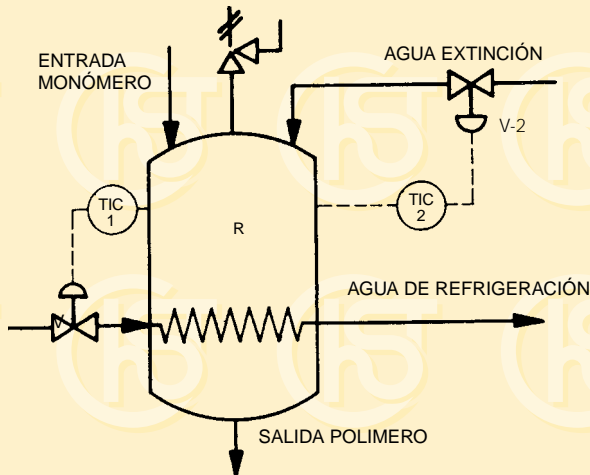 ENTRADA
MONÓMERO
AGUA EXTINCIÓN
V-2
TIC
1
TIC
2
R
AGUA DE REFRIGERACIÓN
SALIDA POLIMERO